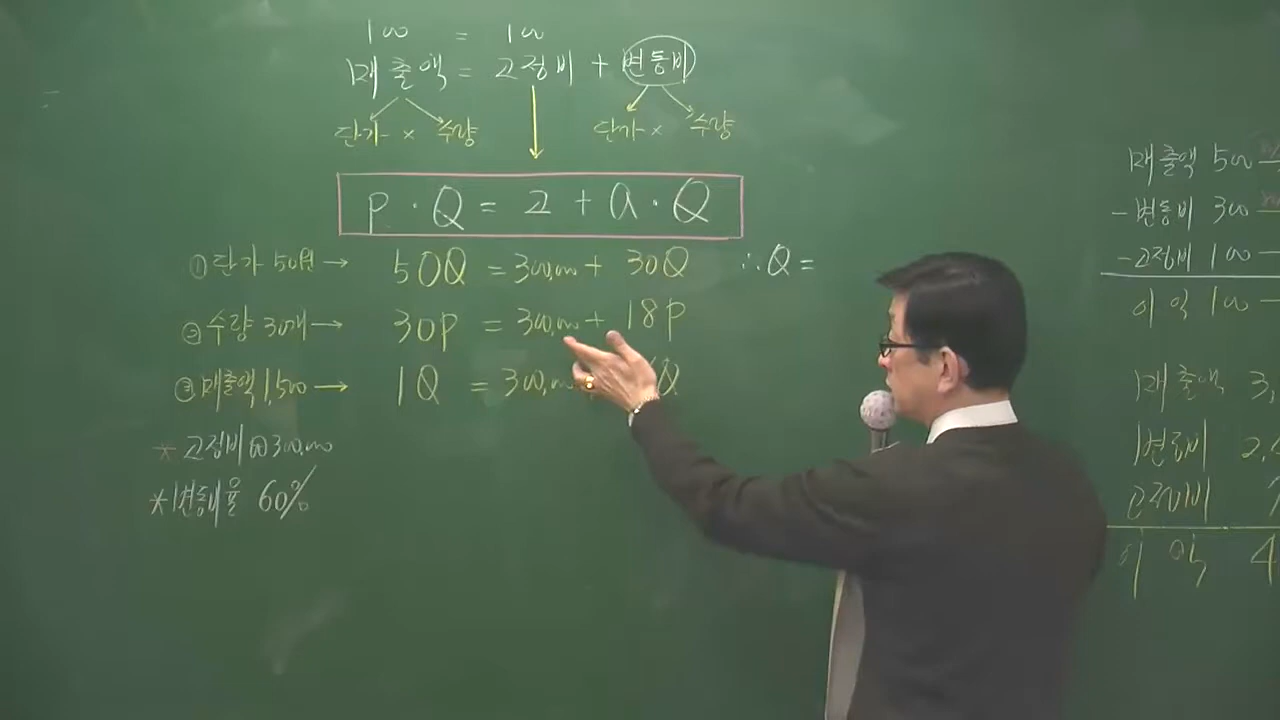 100 = 100
매출액 = 고정비 + 변동비
단가 × 수량 단가 × 수량
P · Q = 2 + a · Q
① 단가 50원 → 50Q = 300,000 + 30Q ∴ Q =
② 수량 30개 → 30P = 300,000 + 18P
③ 매출액 1,500 → 1Q = 300,000 Q
* 고정비 @300,000
* 변동비율 60%
매출액 500
- 변동비 300
- 고정비 100
이익 100
매출액 3,
변동비 2,
고정비
이익 4